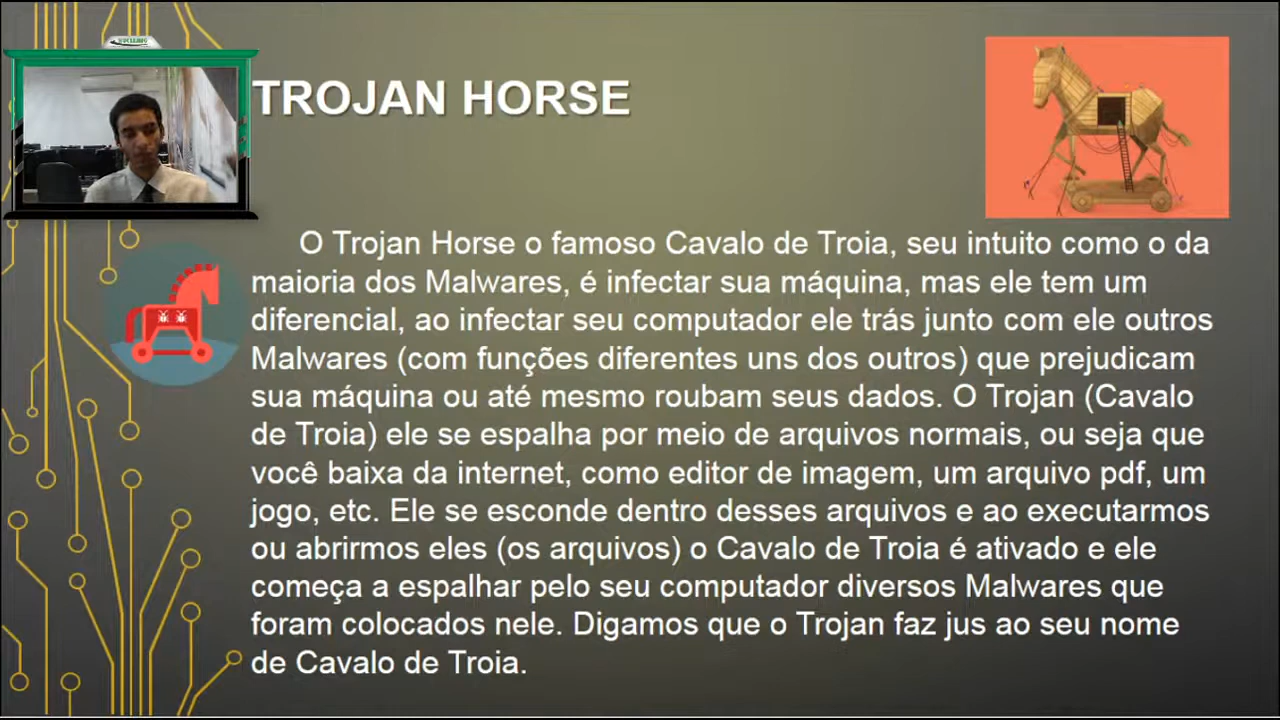 TROJAN HORSE
O Trojan Horse o famoso Cavalo de Troia, seu intuito como o da
maioria dos Malwares, é infectar sua máquina, mas ele tem um
diferencial, ao infectar seu computador ele trás junto com ele outros
Malwares (com funções diferentes uns dos outros) que prejudicam
sua máquina ou até mesmo roubam seus dados. O Trojan (Cavalo
de Troia) ele se espalha por meio de arquivos normais, ou seja que
você baixa da internet, como editor de imagem, um arquivo pdf, um
jogo, etc. Ele se esconde dentro desses arquivos e ao executarmos
ou abrirmos eles (os arquivos) o Cavalo de Troia é ativado e ele
começa a espalhar pelo seu computador diversos Malwares que
foram colocados nele. Digamos que o Trojan faz jus ao seu nome
de Cavalo de Troia.